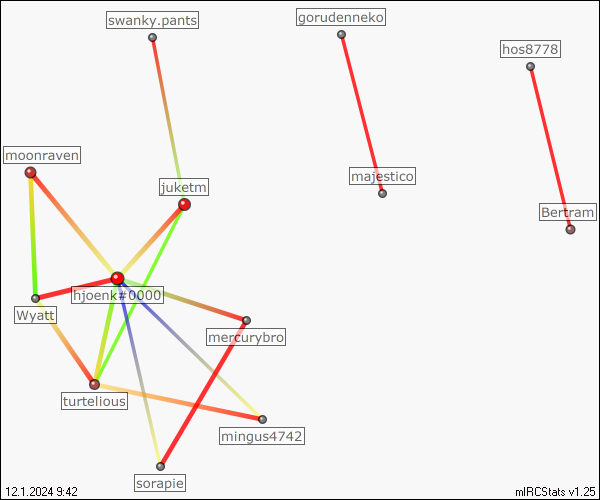 swanky.pants
gorudenneko
hos8778
moonraven
majestico
juketm
Bertram
hjoenk#0000
Wyatt
mercurybro
turtelious
mingus4742
sorapie
12.1.2024 9:42
mIRCStats v1.25